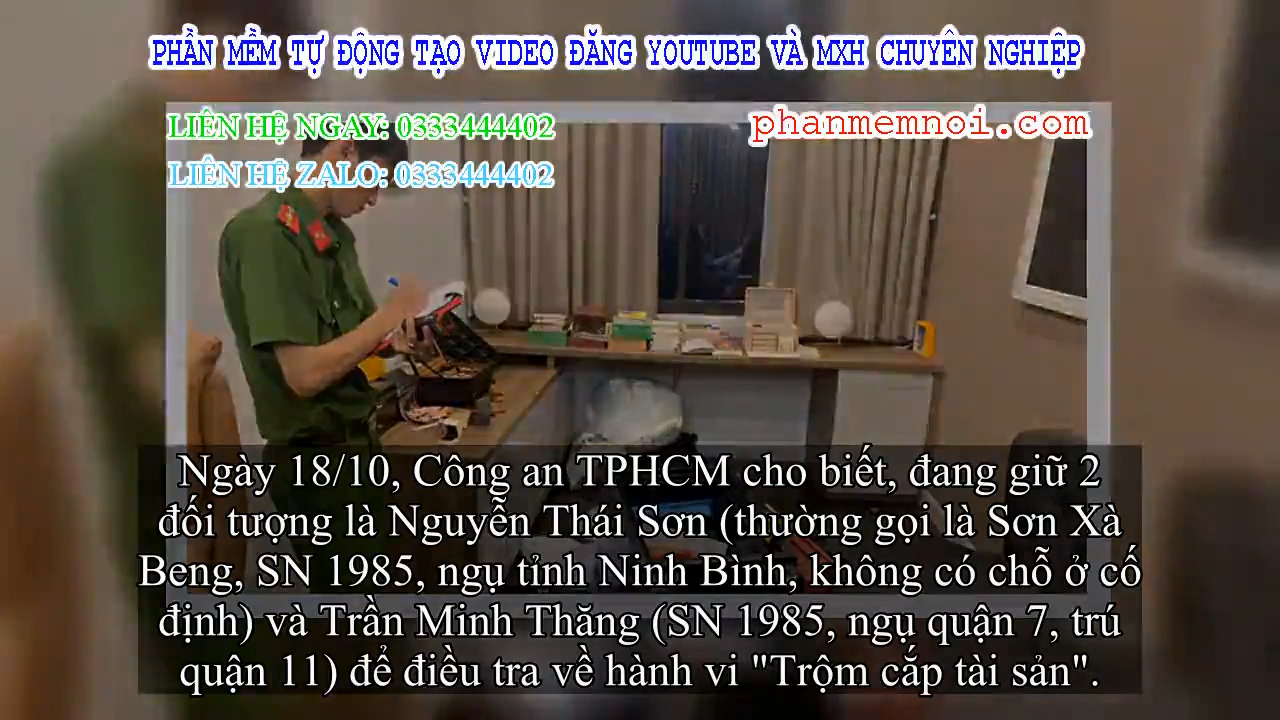 PHẦN MỀM TỰ ĐỘNG TẠO VIDEO ĐĂNG YOUTUBE VÀ MXH CHUYÊN NGHIỆP
LIÊN HỆ NGAY: 0333444402
phanmemnoi.com
LIÊN HỆ ZALO: 0333444402
Ngày 18/10, Công an TPHCM cho biết, đang giữ 2
đối tượng là Nguyễn Thái Sơn (thường gọi là Sơn Xà
Beng, SN 1985, ngụ tỉnh Ninh Bình, không có chỗ ở cố
định) và Trần Minh Thăng (SN 1985, ngụ quận 7, trú
quận 11) để điều tra về hành vi "Trộm cắp tài sản".